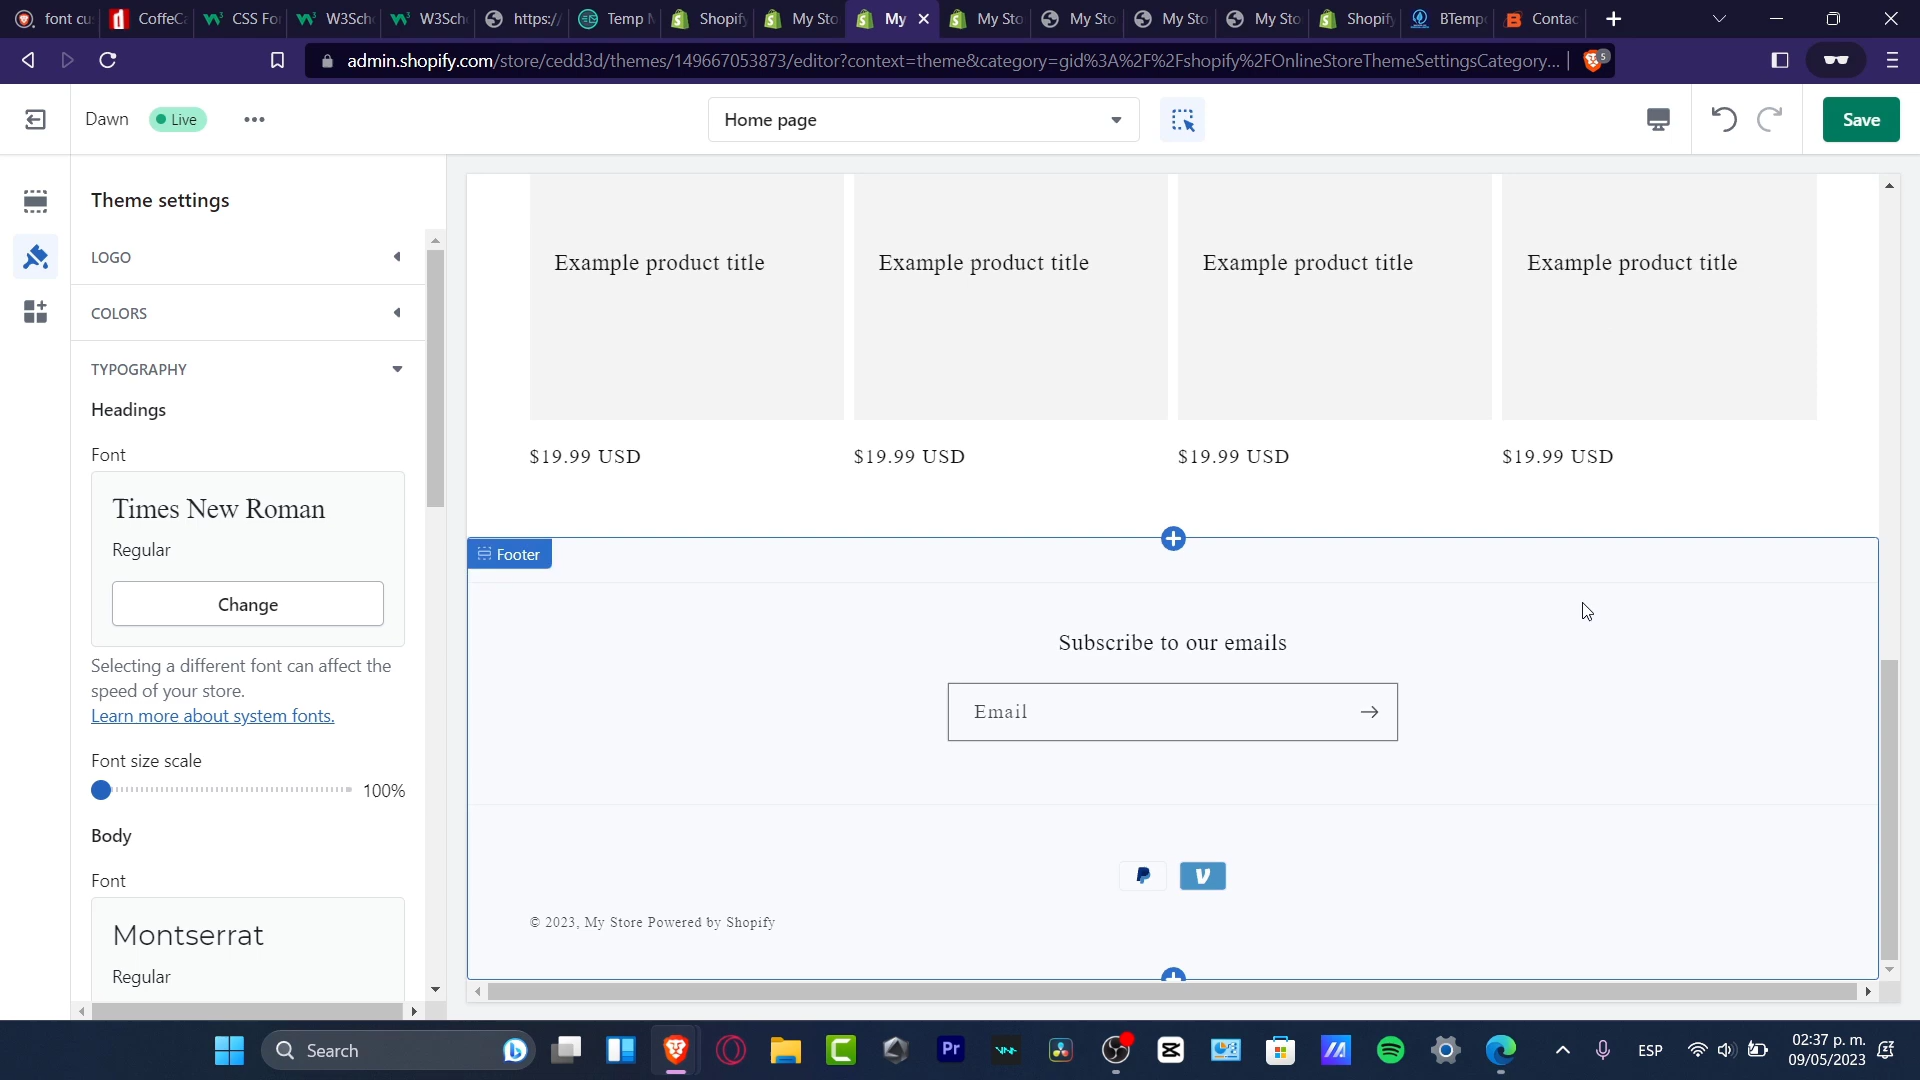 font cu
CoffeC
CSS Fo
W3Sch
W3Sch
https:/
Temp
Shopif
My Sto
My
My Sto
My Sto
My Sto
My Sto
Shopif
BTemp
Contac
admin.shopify.com/store/cedd3d/themes/149667053873/editor?context=theme&category=gid%3A%2F%2Fshopify%2FOnlineStoreThemeSettingsCategory...
5
Dawn
Live
Home page
Save
Theme settings
LOGO
COLORS
TYPOGRAPHY
Headings
Font
Times New Roman
Regular
Change
Selecting a different font can affect the
speed of your store.
Learn more about system fonts.
Font size scale
100%
Body
Font
Montserrat
Regular
Example product title
Example product title
Example product title
Example product title
$19.99 USD
$19.99 USD
$19.99 USD
$19.99 USD
Footer
Subscribe to our emails
Email
© 2023, My Store Powered by Shopify
Search
Pr
ESP
02:37 p. m.
09/05/2023